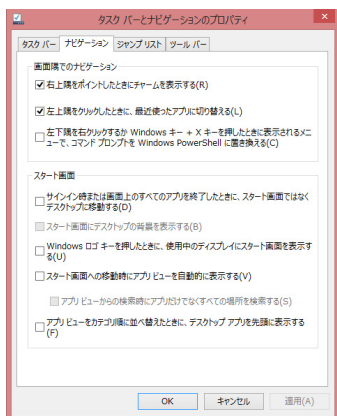 タスク バーとナビゲーションのプロパティ
タスク バー ナビゲーション ジャンプ リスト ツール バー
画面隅でのナビゲーション
右上隅をポイントしたときにチャームを表示する(R)
左上隅をクリックしたときに、最近使ったアプリに切り替える(L)
左下隅を右クリックするか Windows キー + X キーを押したときに表示されるメニ
ューで、コマンド プロンプトを Windows PowerShell に置き換える(C)
スタート画面
サインイン時または画面上のすべてのアプリを終了したときに、スタート画面ではなく
デスクトップに移動する(D)
スタート画面にデスクトップの背景を表示する(B)
Windows ロゴ キーを押したときに、使用中のディスプレイにスタート画面を表示す
る(U)
スタート画面への移動時にアプリ ビューを自動的に表示する(V)
アプリ ビューからの検索時にアプリだけでなくすべての場所を検索する(S)
アプリ ビューをカテゴリ順に並べ替えたときに、デスクトップ アプリを先頭に表示する
(F)
OK キャンセル 適用(A)